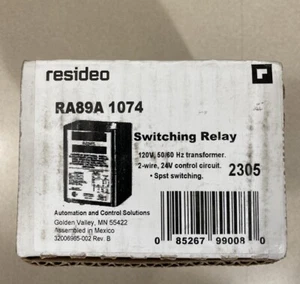 resideo
RA89A 1074
Switching Relay
120V, 50/60 Hz transformer.
2-wire, 24V control circuit.
• Spst switching.
2305
Automation and Control Solutions
Golden Valley, MN 55422
Assembled in Mexico
32006965-002 Rev. B
0 85267 99008 0